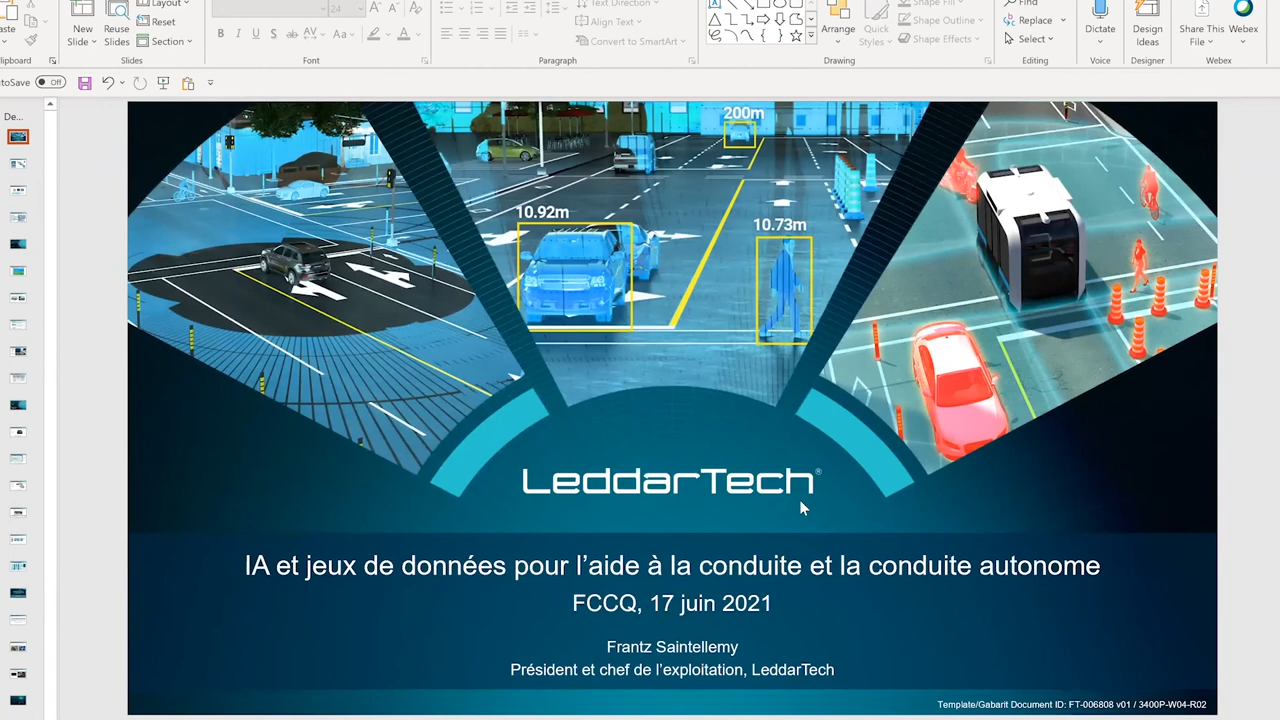 Layout
Reset
Section
New Slides
Reuse Slides
24
Text Direction
Align Text
Convert to SmartArt
Arrange
Quick Styles
Shape Fill
Shape Outline
Shape Effects
Find
Replace
Select
Dictate
Design Ideas
Share This File
Webex
Slides
Font
Paragraph
Drawing
Editing
Voice
Designer
Webex
Off
De...
200m
10.92m
10.73m
LeddarTech®
IA et jeux de données pour l'aide à la conduite et la conduite autonome
FCCQ, 17 juin 2021
Frantz Saintellemy
Président et chef de l'exploitation, LeddarTech
Template/Gabarit Document ID: FT-006808 v01 / 3400P-W04-R02